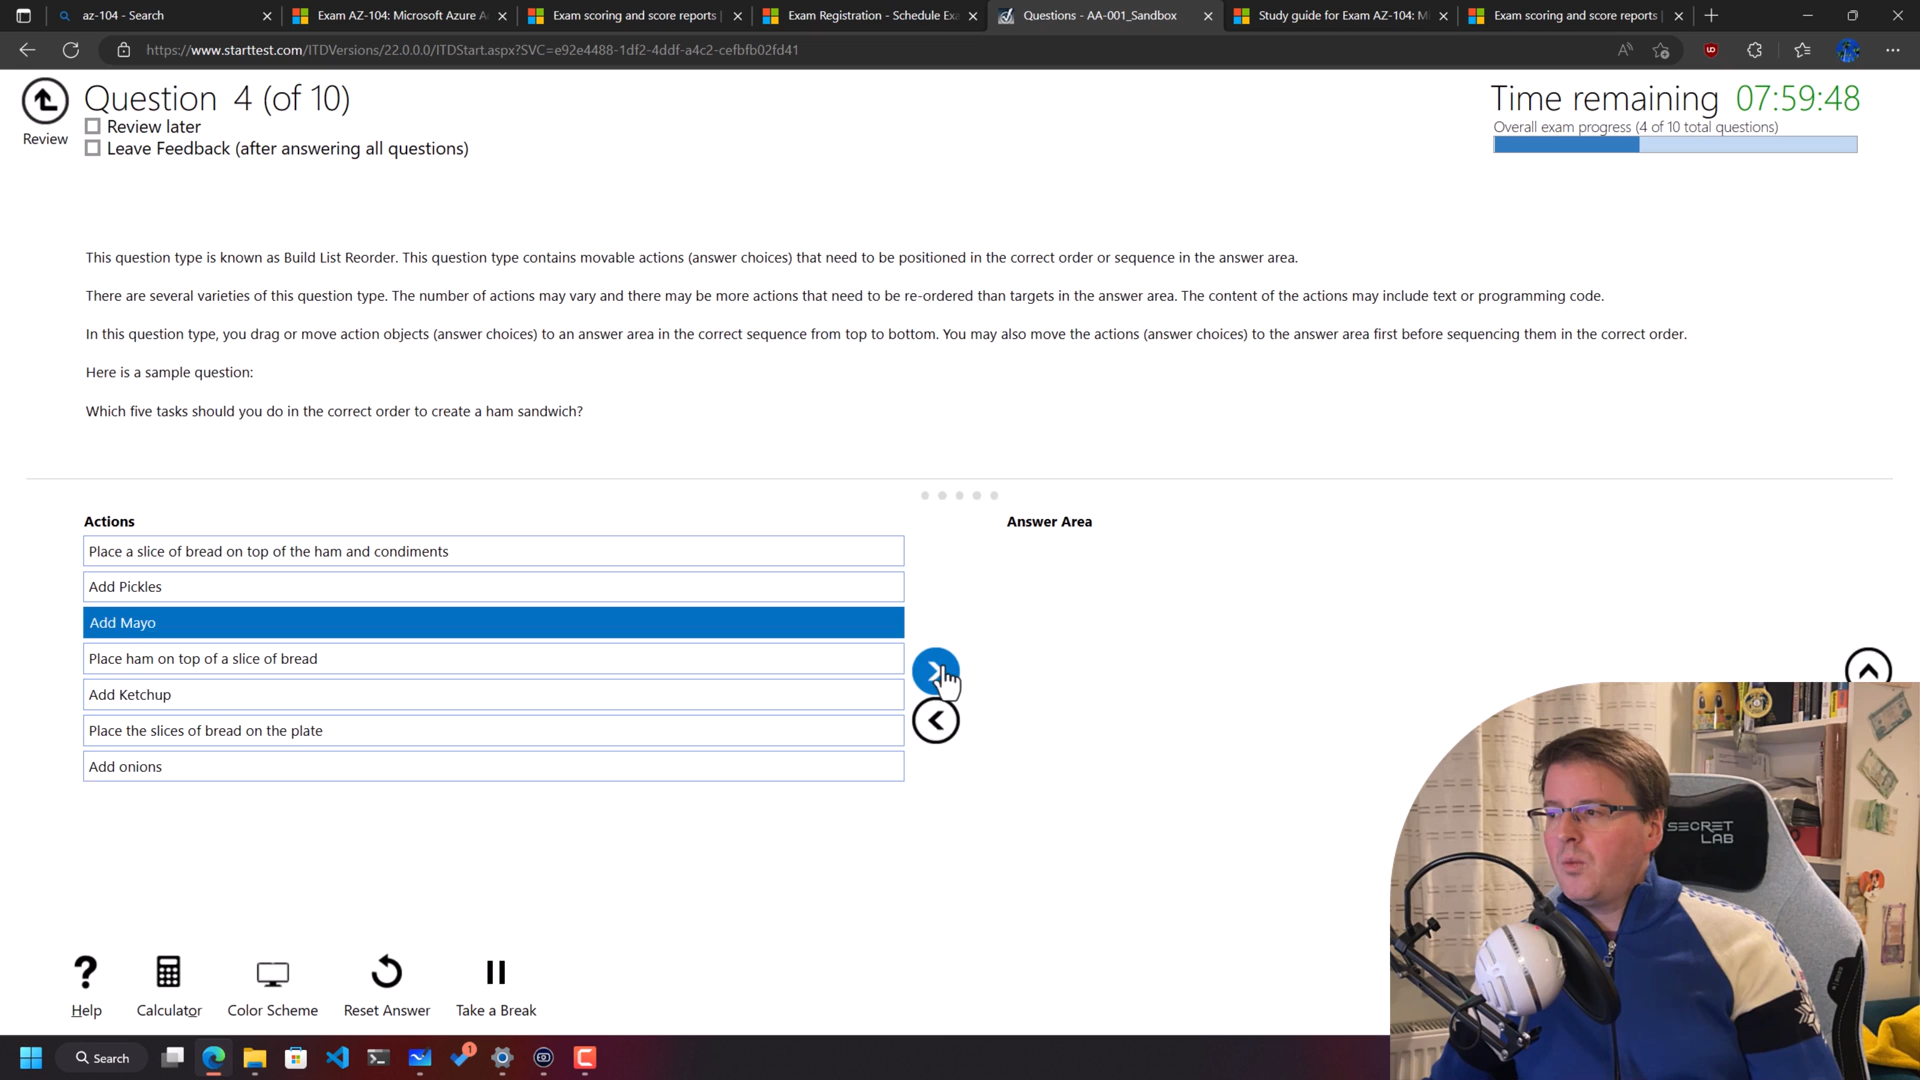 az-104 - Search
Exam AZ-104: Microsoft Azure A
Exam scoring and score reports
Exam Registration - Schedule Exa
Questions - AA-001_Sandbox
Study guide for Exam AZ-104: M
Exam scoring and score reports
https://www.starttest.com/ITDVersions/22.0.0.0/ITDStart.aspx?SVC=e92e4488-1df2-4ddf-a4c2-cefbfb02fd41
Review
Question 4 (of 10)
Review later
Leave Feedback (after answering all questions)
Time remaining 07:59:48
Overall exam progress (4 of 10 total questions)
This question type is known as Build List Reorder. This question type contains movable actions (answer choices) that need to be positioned in the correct order or sequence in the answer area.
There are several varieties of this question type. The number of actions may vary and there may be more actions that need to be re-ordered than targets in the answer area. The content of the actions may include text or programming code.
In this question type, you drag or move action objects (answer choices) to an answer area in the correct sequence from top to bottom. You may also move the actions (answer choices) to the answer area first before sequencing them in the correct order.
Here is a sample question:
Which five tasks should you do in the correct order to create a ham sandwich?
Actions
Answer Area
Place a slice of bread on top of the ham and condiments
Add Pickles
Add Mayo
Place ham on top of a slice of bread
Add Ketchup
Place the slices of bread on the plate
Add onions
SECRET
LAB
Help
Calculator
Color Scheme
Reset Answer
Take a Break
Search
1